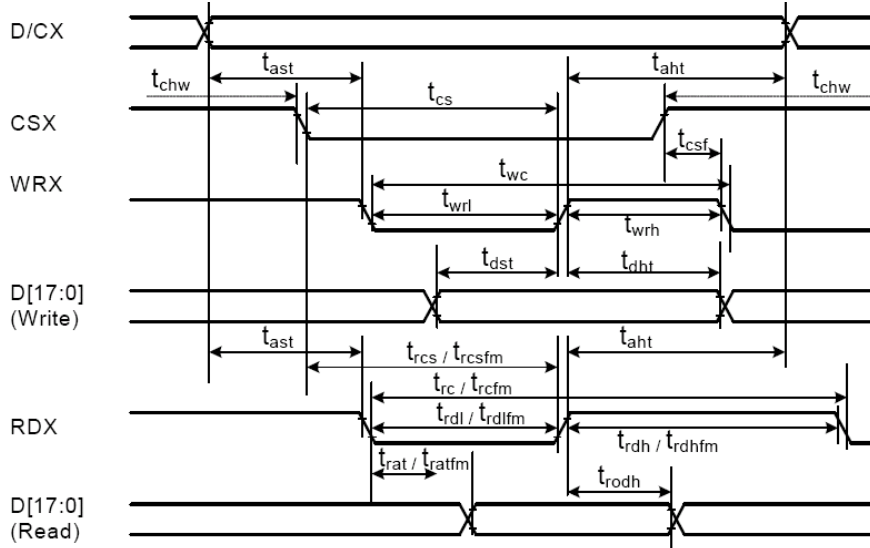 D/CX
t_ast
t_aht
t_chw
t_cs
t_chw
CSX
t_csf
WRX
t_wc
t_wrl
t_wrh
t_dst
t_dht
D[17:0]
(Write)
t_ast
t_rcs / t_rcsfm
t_aht
t_rc / t_rcfm
RDX
t_rdl / t_rdlfm
t_rdh / t_rdhfm
t_rat / t_ratfm
t_rodh
D[17:0]
(Read)